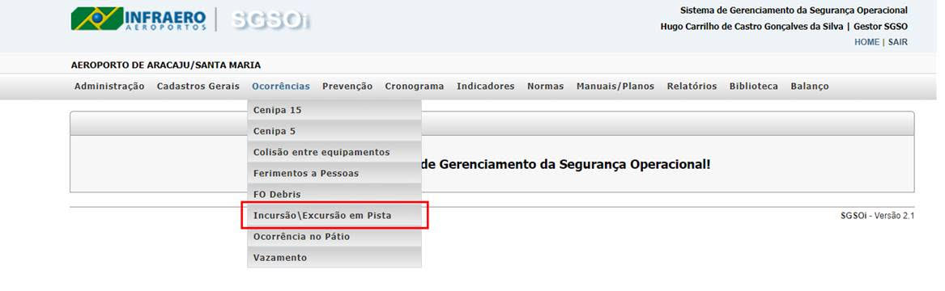 INFRAERO
AEROPORTOS
SGSOi
Sistema de Gerenciamento da Segurança Operacional
Hugo Carrilho de Castro Gonçalves da Silva | Gestor SGSO
HOME | SAIR
AEROPORTO DE ARACAJU/SANTA MARIA
Administração Cadastros Gerais Ocorrências Prevenção Cronograma Indicadores Normas Manuais/Planos Relatórios Biblioteca Balanço
Cenipa 15
Cenipa 5
Colisão entre equipamentos
de Gerenciamento da Segurança Operacional!
Ferimentos a Pessoas
FO Debris
Incursão\Excursão em Pista
SGSOi - Versão 2.1
Ocorrência no Pátio
Vazamento